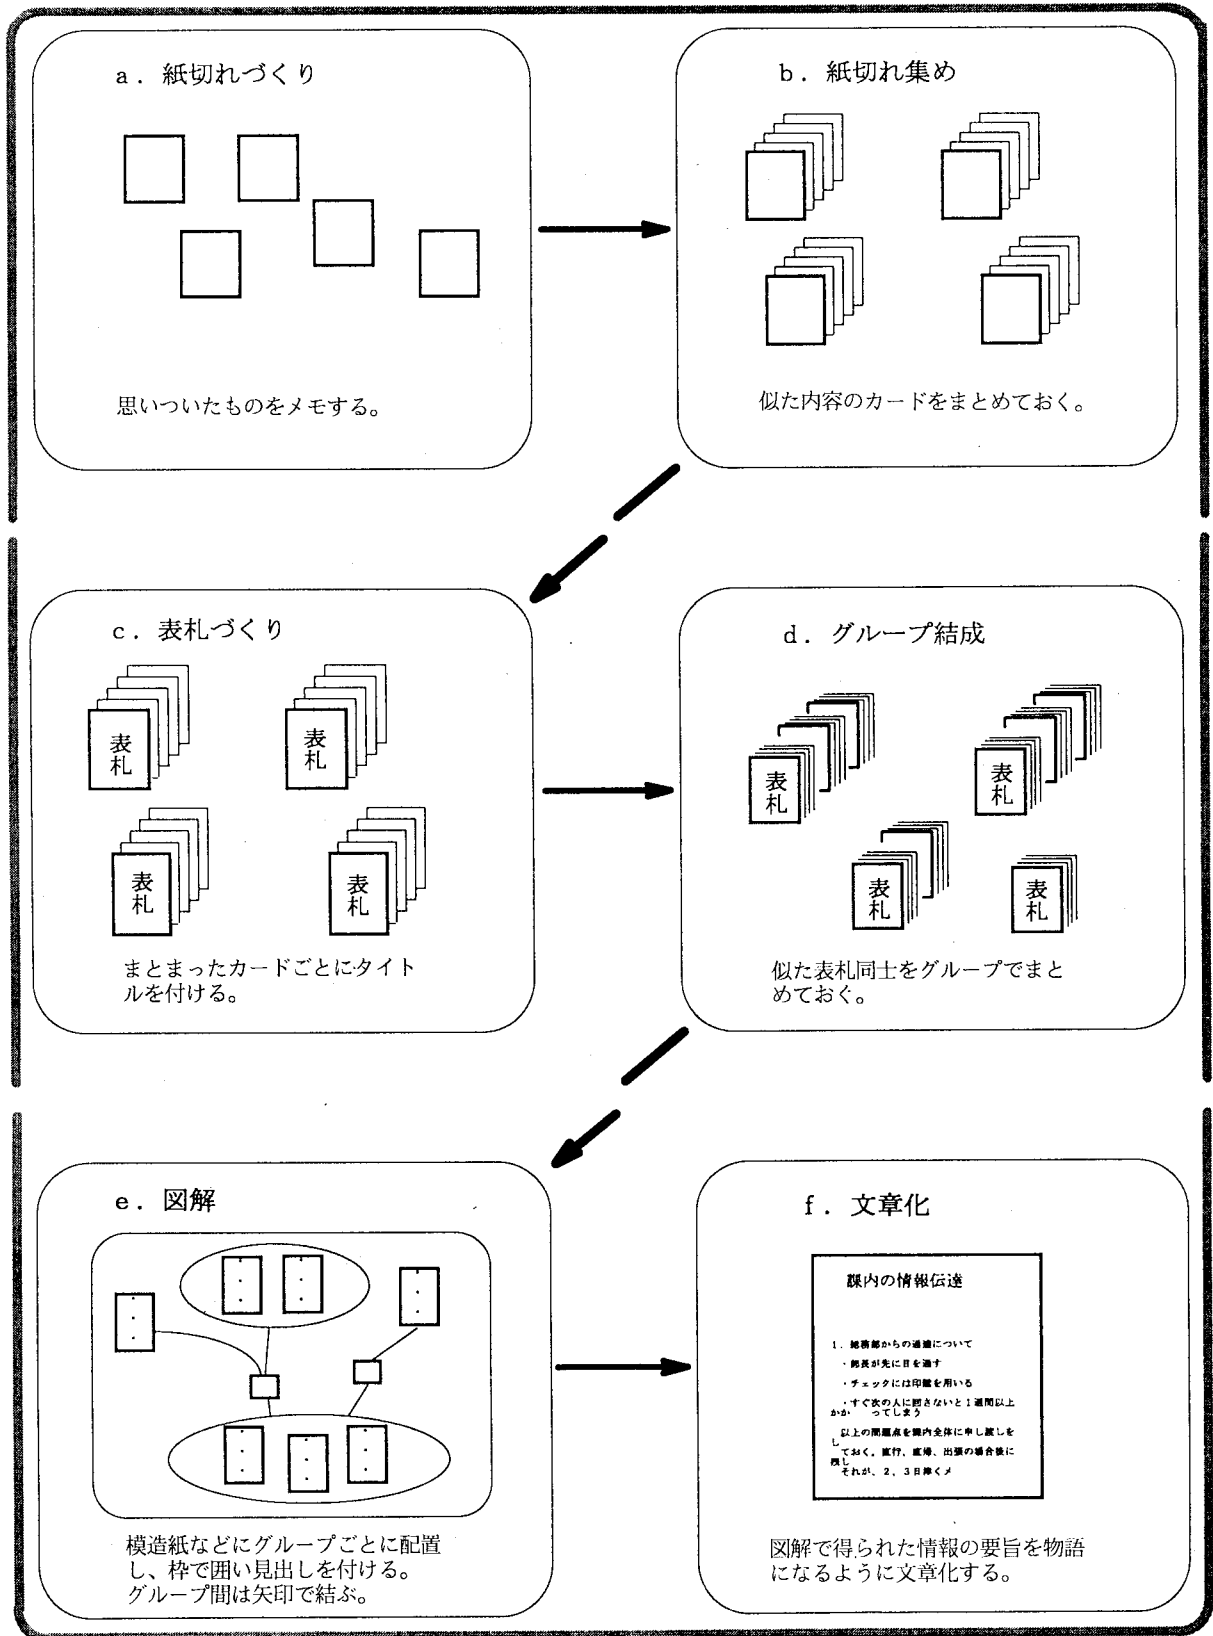 a．紙切れづくり
思いついたものをメモする。
b．紙切れ集め
似た内容のカードをまとめておく。
c．表札づくり
表札
表札
表札
表札
まとまったカードごとにタイト
ルを付ける。
d．グループ結成
表札
表札
表札
表札
似た表札同士をグループでまと
めておく。
e．図解
模造紙などにグループごとに配置
し、枠で囲い見出しを付ける。
グループ間は矢印で結ぶ。
f．文章化
課内の情報伝達
1．総務部からの通達について
・部長が先に目を通す
・チェックには印鑑を用いる
・すぐ次の人に回さないと1週間以上
かか　ってしまう
以上の問題点を課内全体に申し渡しを
し
ておく。直行、直帰、出張の場合後に
残し
それが、2、3日続くメ
図解で得られた情報の要旨を物語
になるように文章化する。